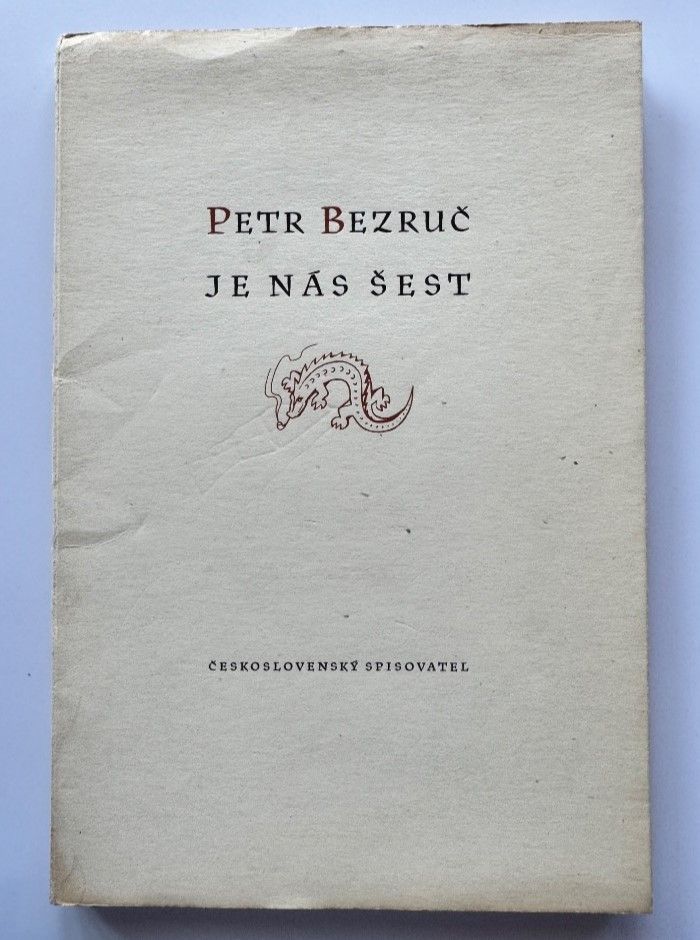 PETR BEZRUČ
JE NÁS ŠEST
ČESKOSLOVENSKÝ SPISOVATEL